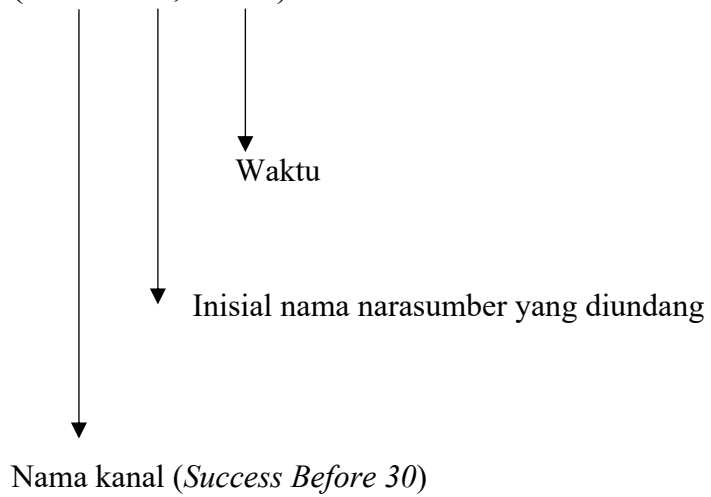 Waktu
Inisial nama narasumber yang diundang
Nama kanal (Success Before 30)